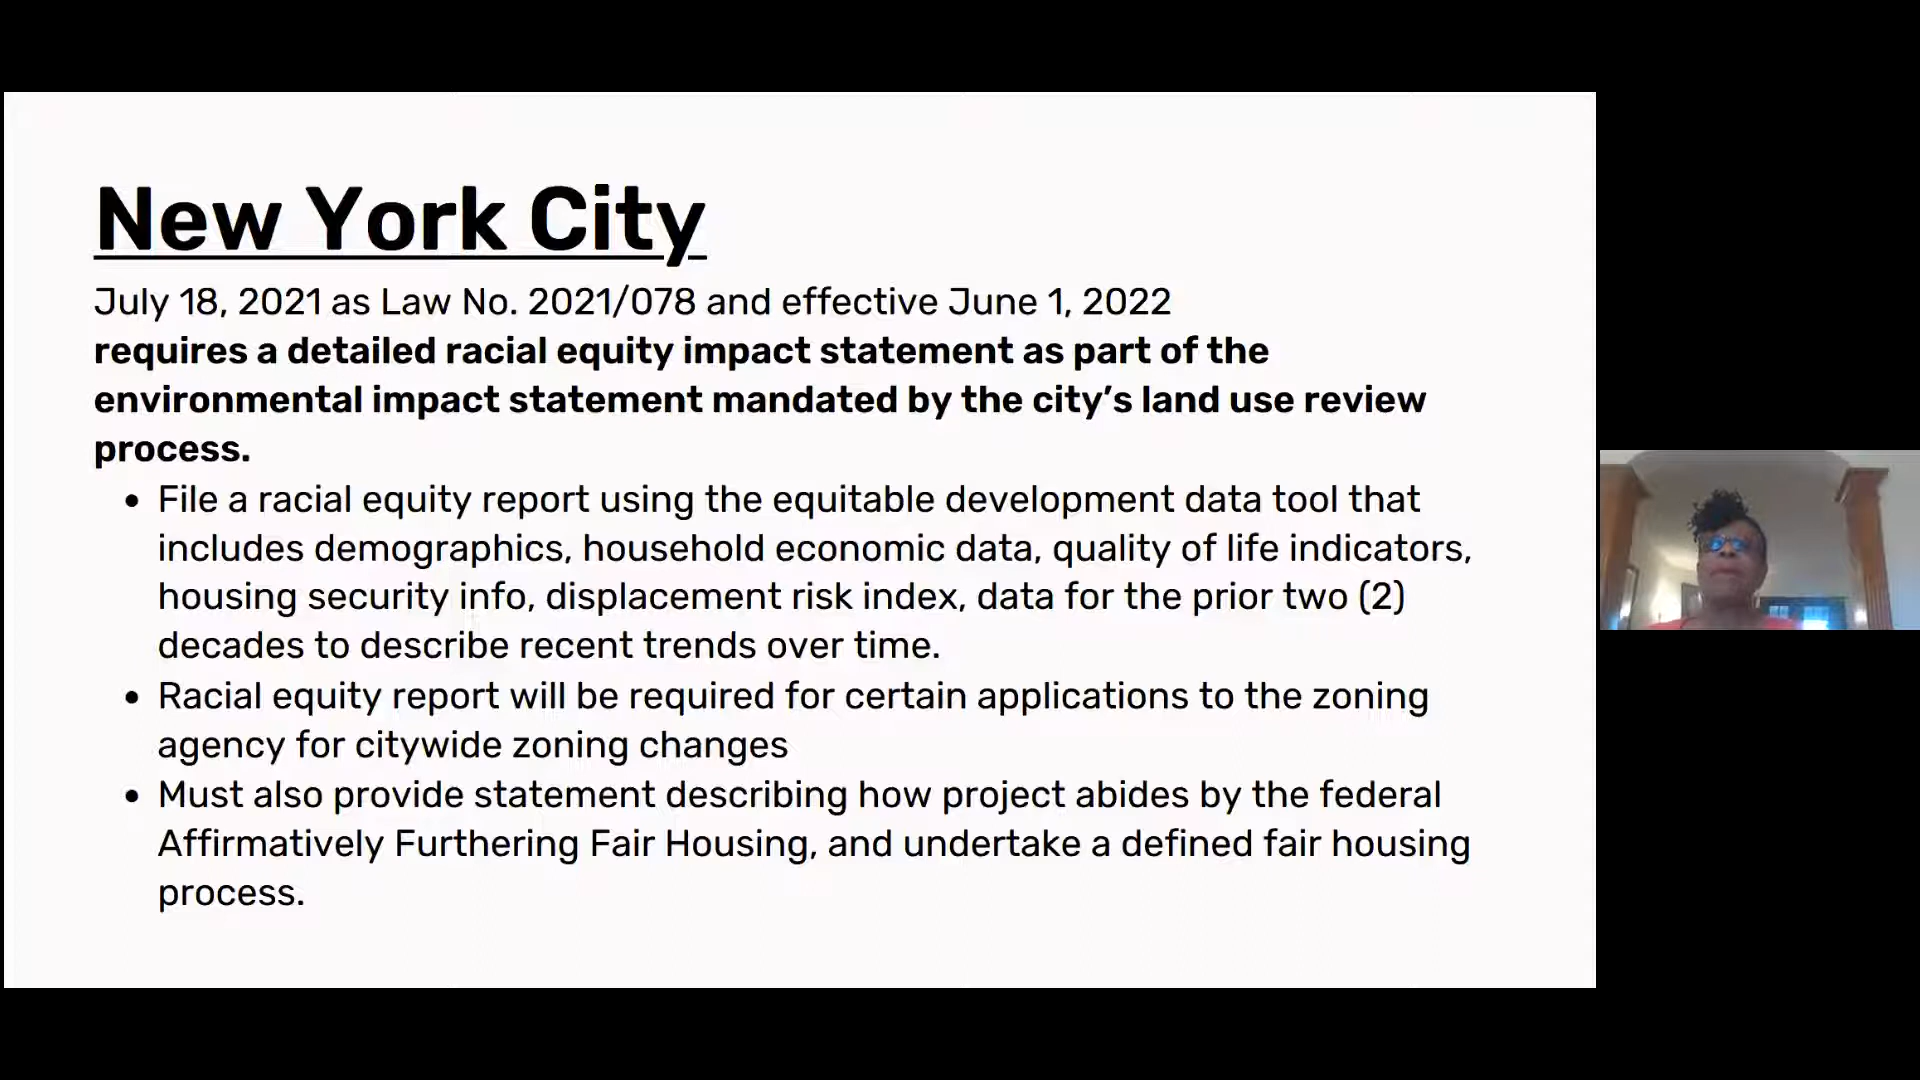 New York City
July 18, 2021 as Law No. 2021/078 and effective June 1, 2022
requires a detailed racial equity impact statement as part of the
environmental impact statement mandated by the city’s land use review
process.
• File a racial equity report using the equitable development data tool that
includes demographics, household economic data, quality of life indicators,
housing security info, displacement risk index, data for the prior two (2)
decades to describe recent trends over time.
• Racial equity report will be required for certain applications to the zoning
agency for citywide zoning changes
• Must also provide statement describing how project abides by the federal
Affirmatively Furthering Fair Housing, and undertake a defined fair housing
process.